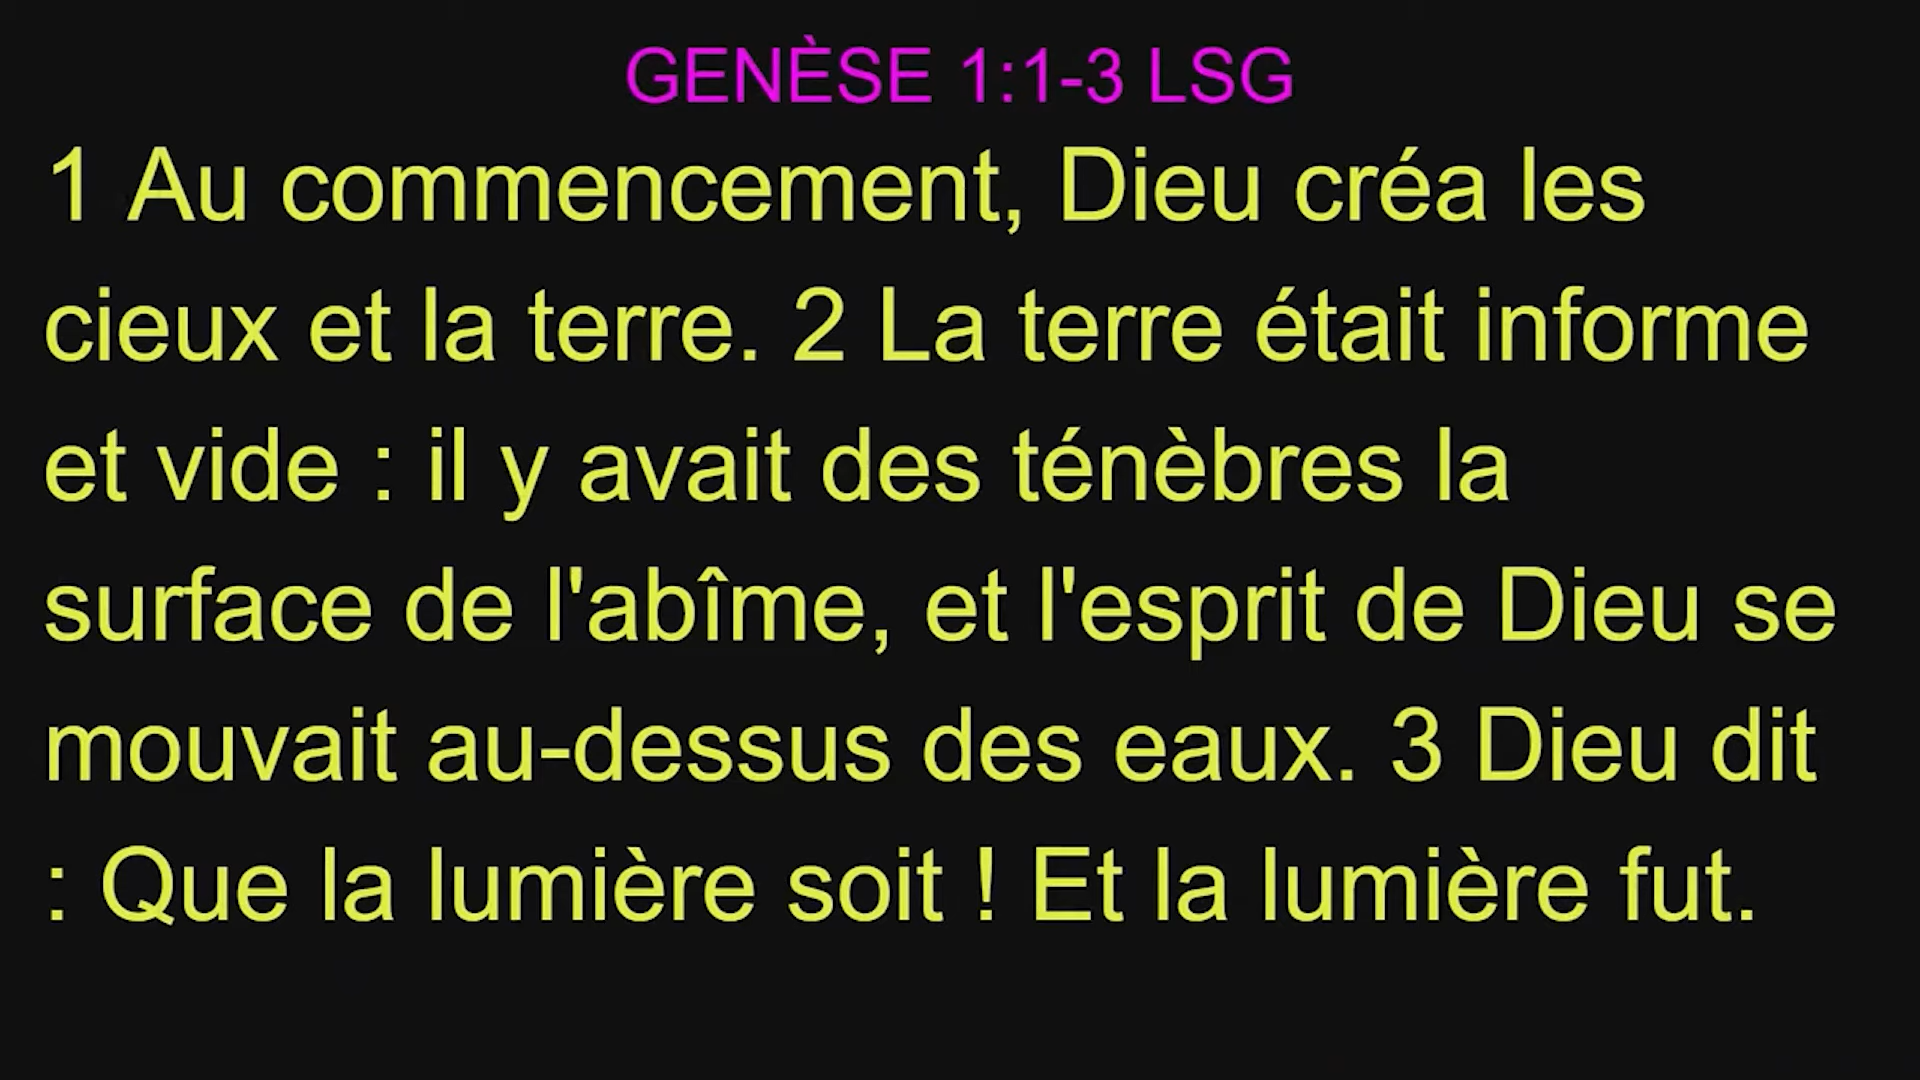 GENÈSE 1:1-3 LSG
1 Au commencement, Dieu créa les
cieux et la terre. 2 La terre était informe
et vide : il y avait des ténèbres la
surface de l'abîme, et l'esprit de Dieu se
mouvait au-dessus des eaux. 3 Dieu dit
: Que la lumière soit ! Et la lumière fut.